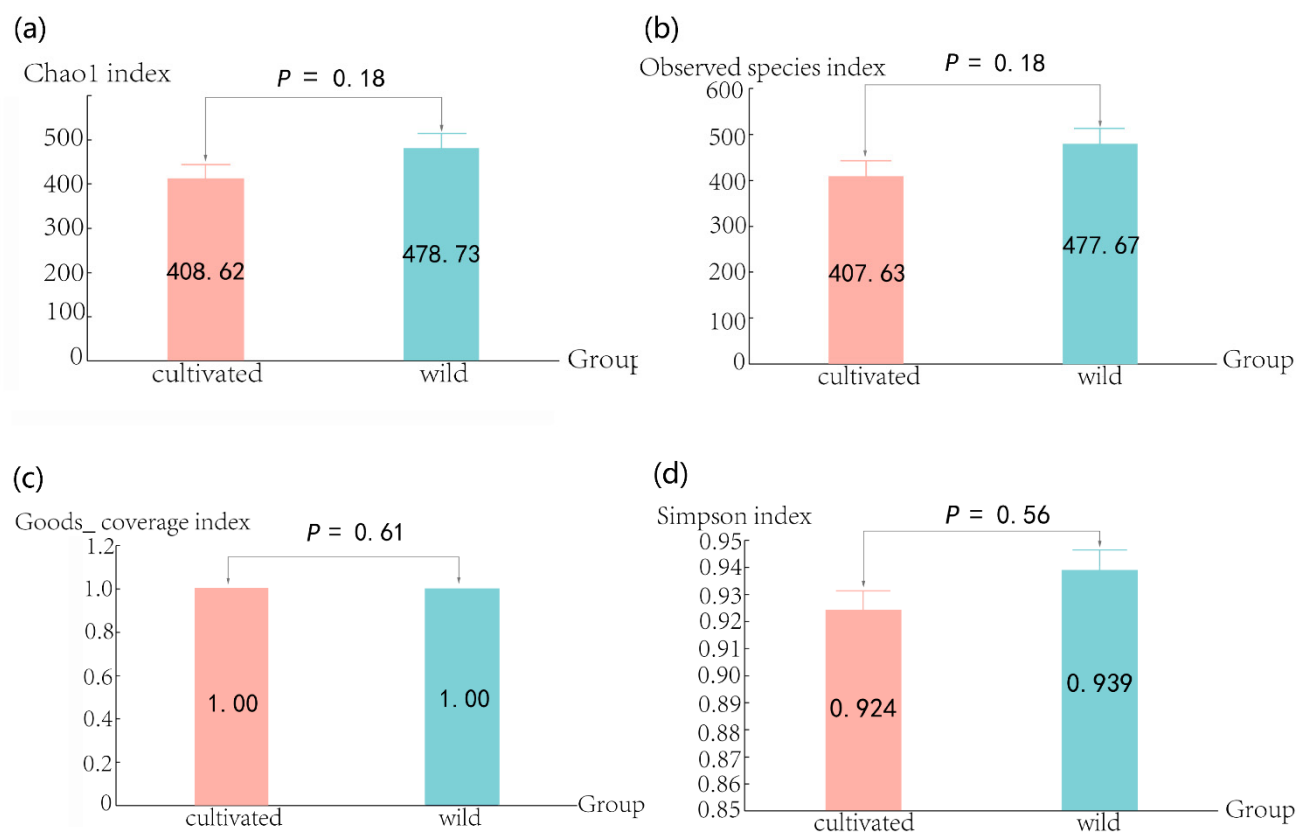 (a)
Chao1 index
P = 0.18
500
400
300
200
100
0
408.62
478.73
cultivated
wild
Group
(b)
Observed species index
P = 0.18
600
500
400
300
200
100
0
407.63
477.67
cultivated
wild
Group
(c)
Goods_ coverage index
P = 0.61
1.2
1.0
0.8
0.6
0.4
0.2
0
1.00
1.00
cultivated
wild
Group
(d)
Simpson index
P = 0.56
0.95
0.94
0.93
0.92
0.91
0.90
0.89
0.88
0.87
0.86
0.85
0.924
0.939
cultivated
wild
Group